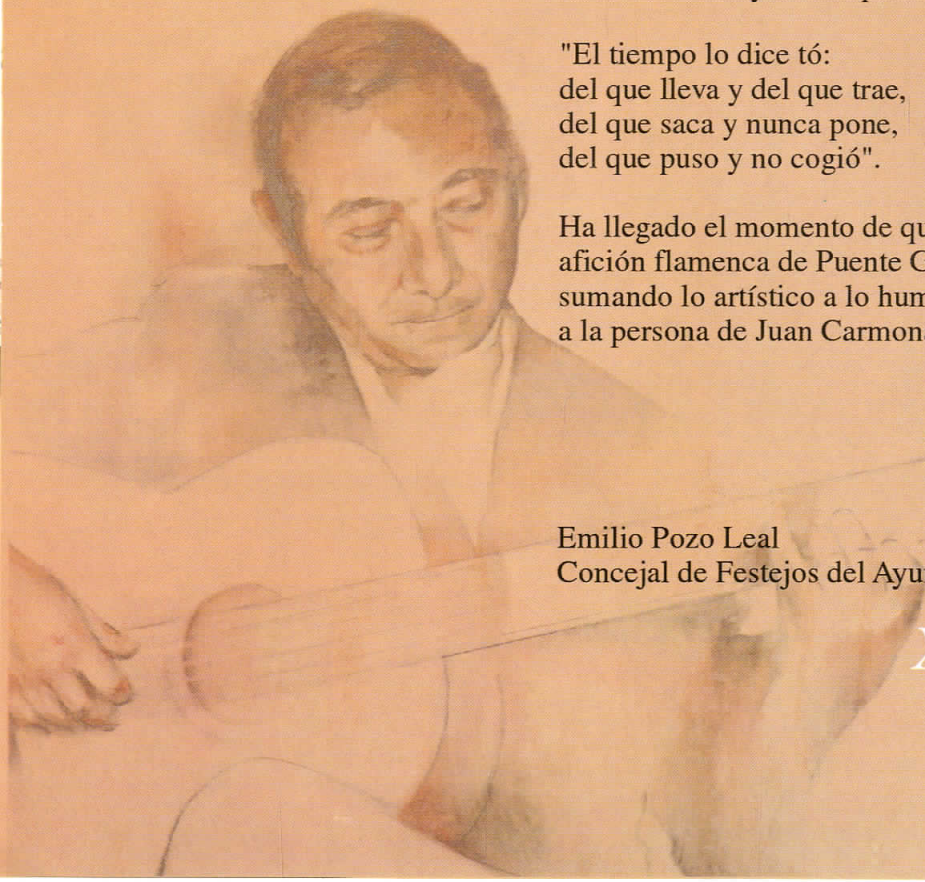 "El tiempo lo dice tó:
del que lleva y del que trae,
del que saca y nunca pone,
del que puso y no cogió".
Ha llegado el momento de
afición flamenca de Puente
sumando lo artístico a lo
a la persona de Juan
Emilio Pozo Leal
Concejal de Festejos del